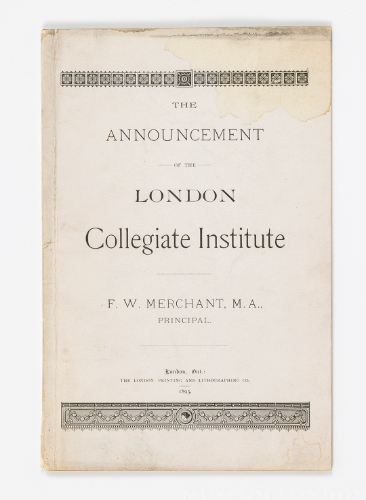 THE
ANNOUNCEMENT
OF THE
LONDON
Collegiate Institute
F. W. MERCHANT, M.A.,
PRINCIPAL.
London, Ont.:
THE LONDON PRINTING AND LITHOGRAPHING CO.